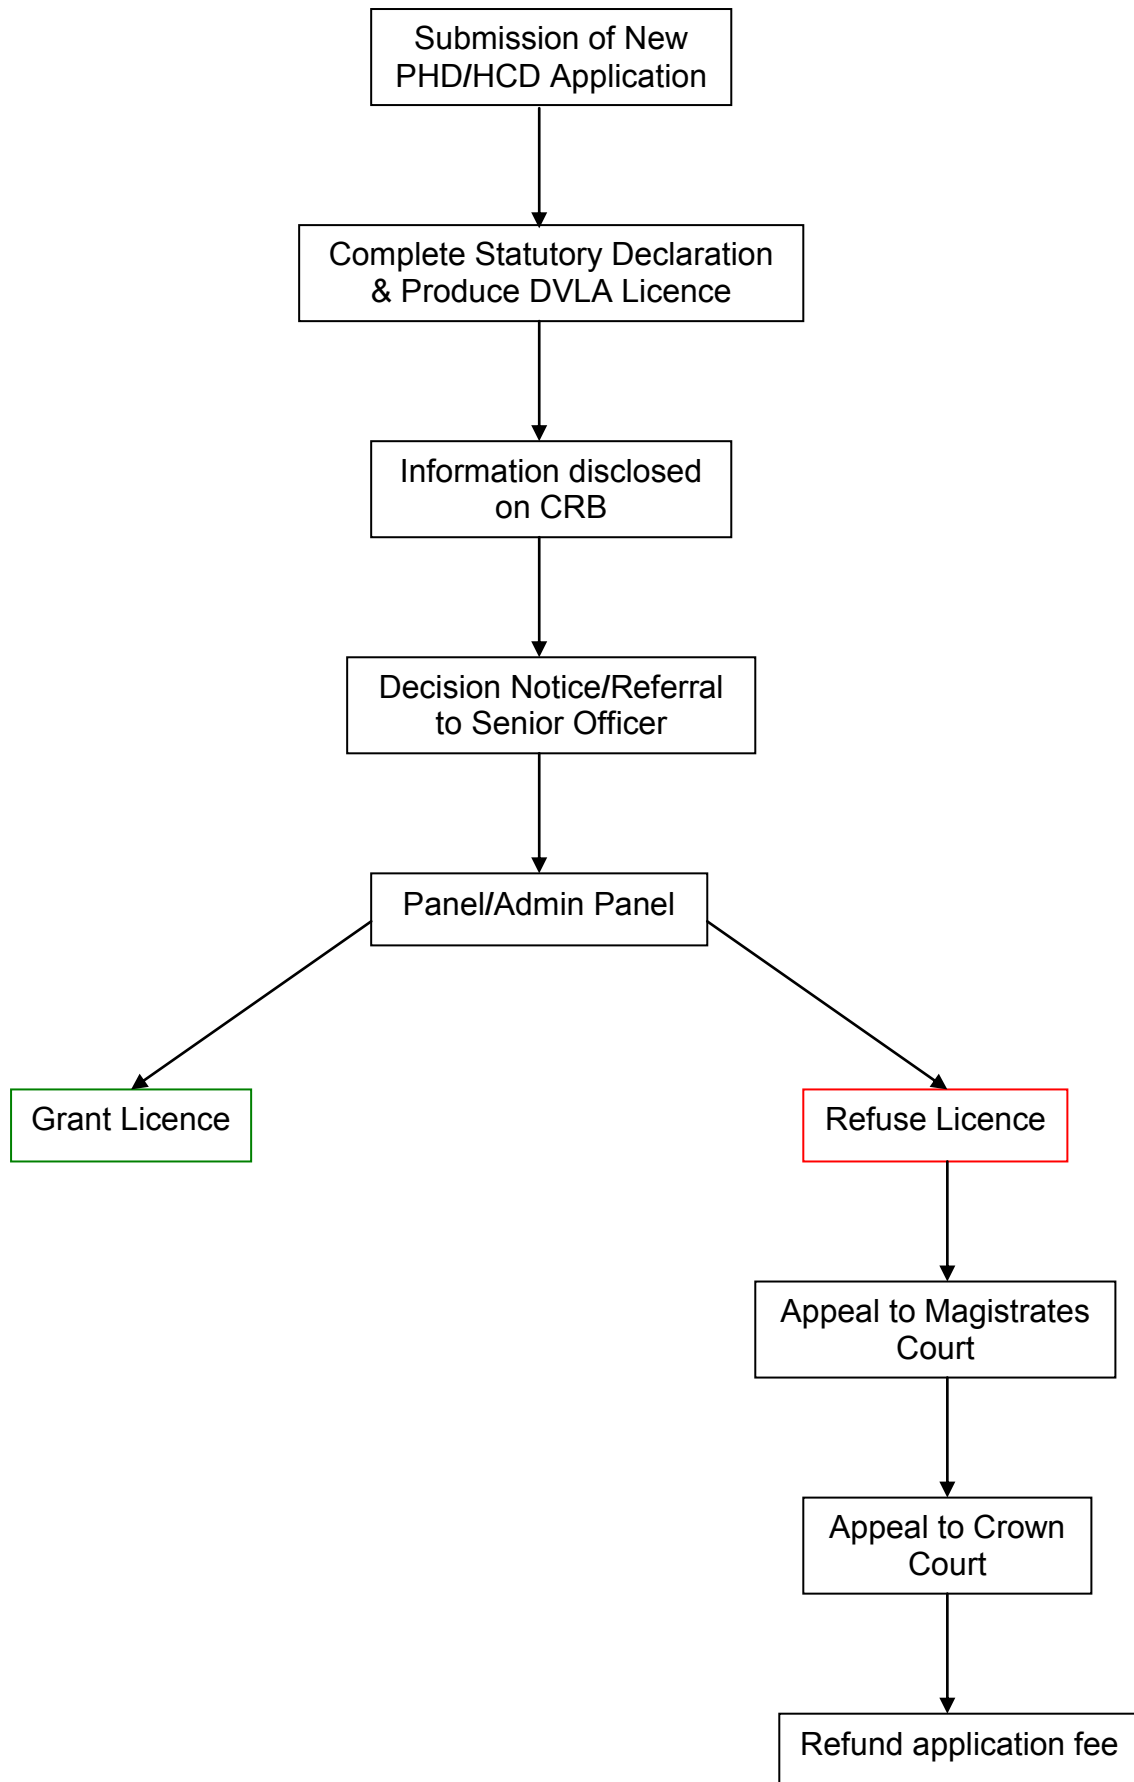 Submission of New
PHD/HCD Application
Complete Statutory Declaration
& Produce DVLA Licence
Information disclosed
on CRB
Decision Notice/Referral
to Senior Officer
Panel/Admin Panel
Grant Licence
Refuse Licence
Appeal to Magistrates
Court
Appeal to Crown
Court
Refund application fee